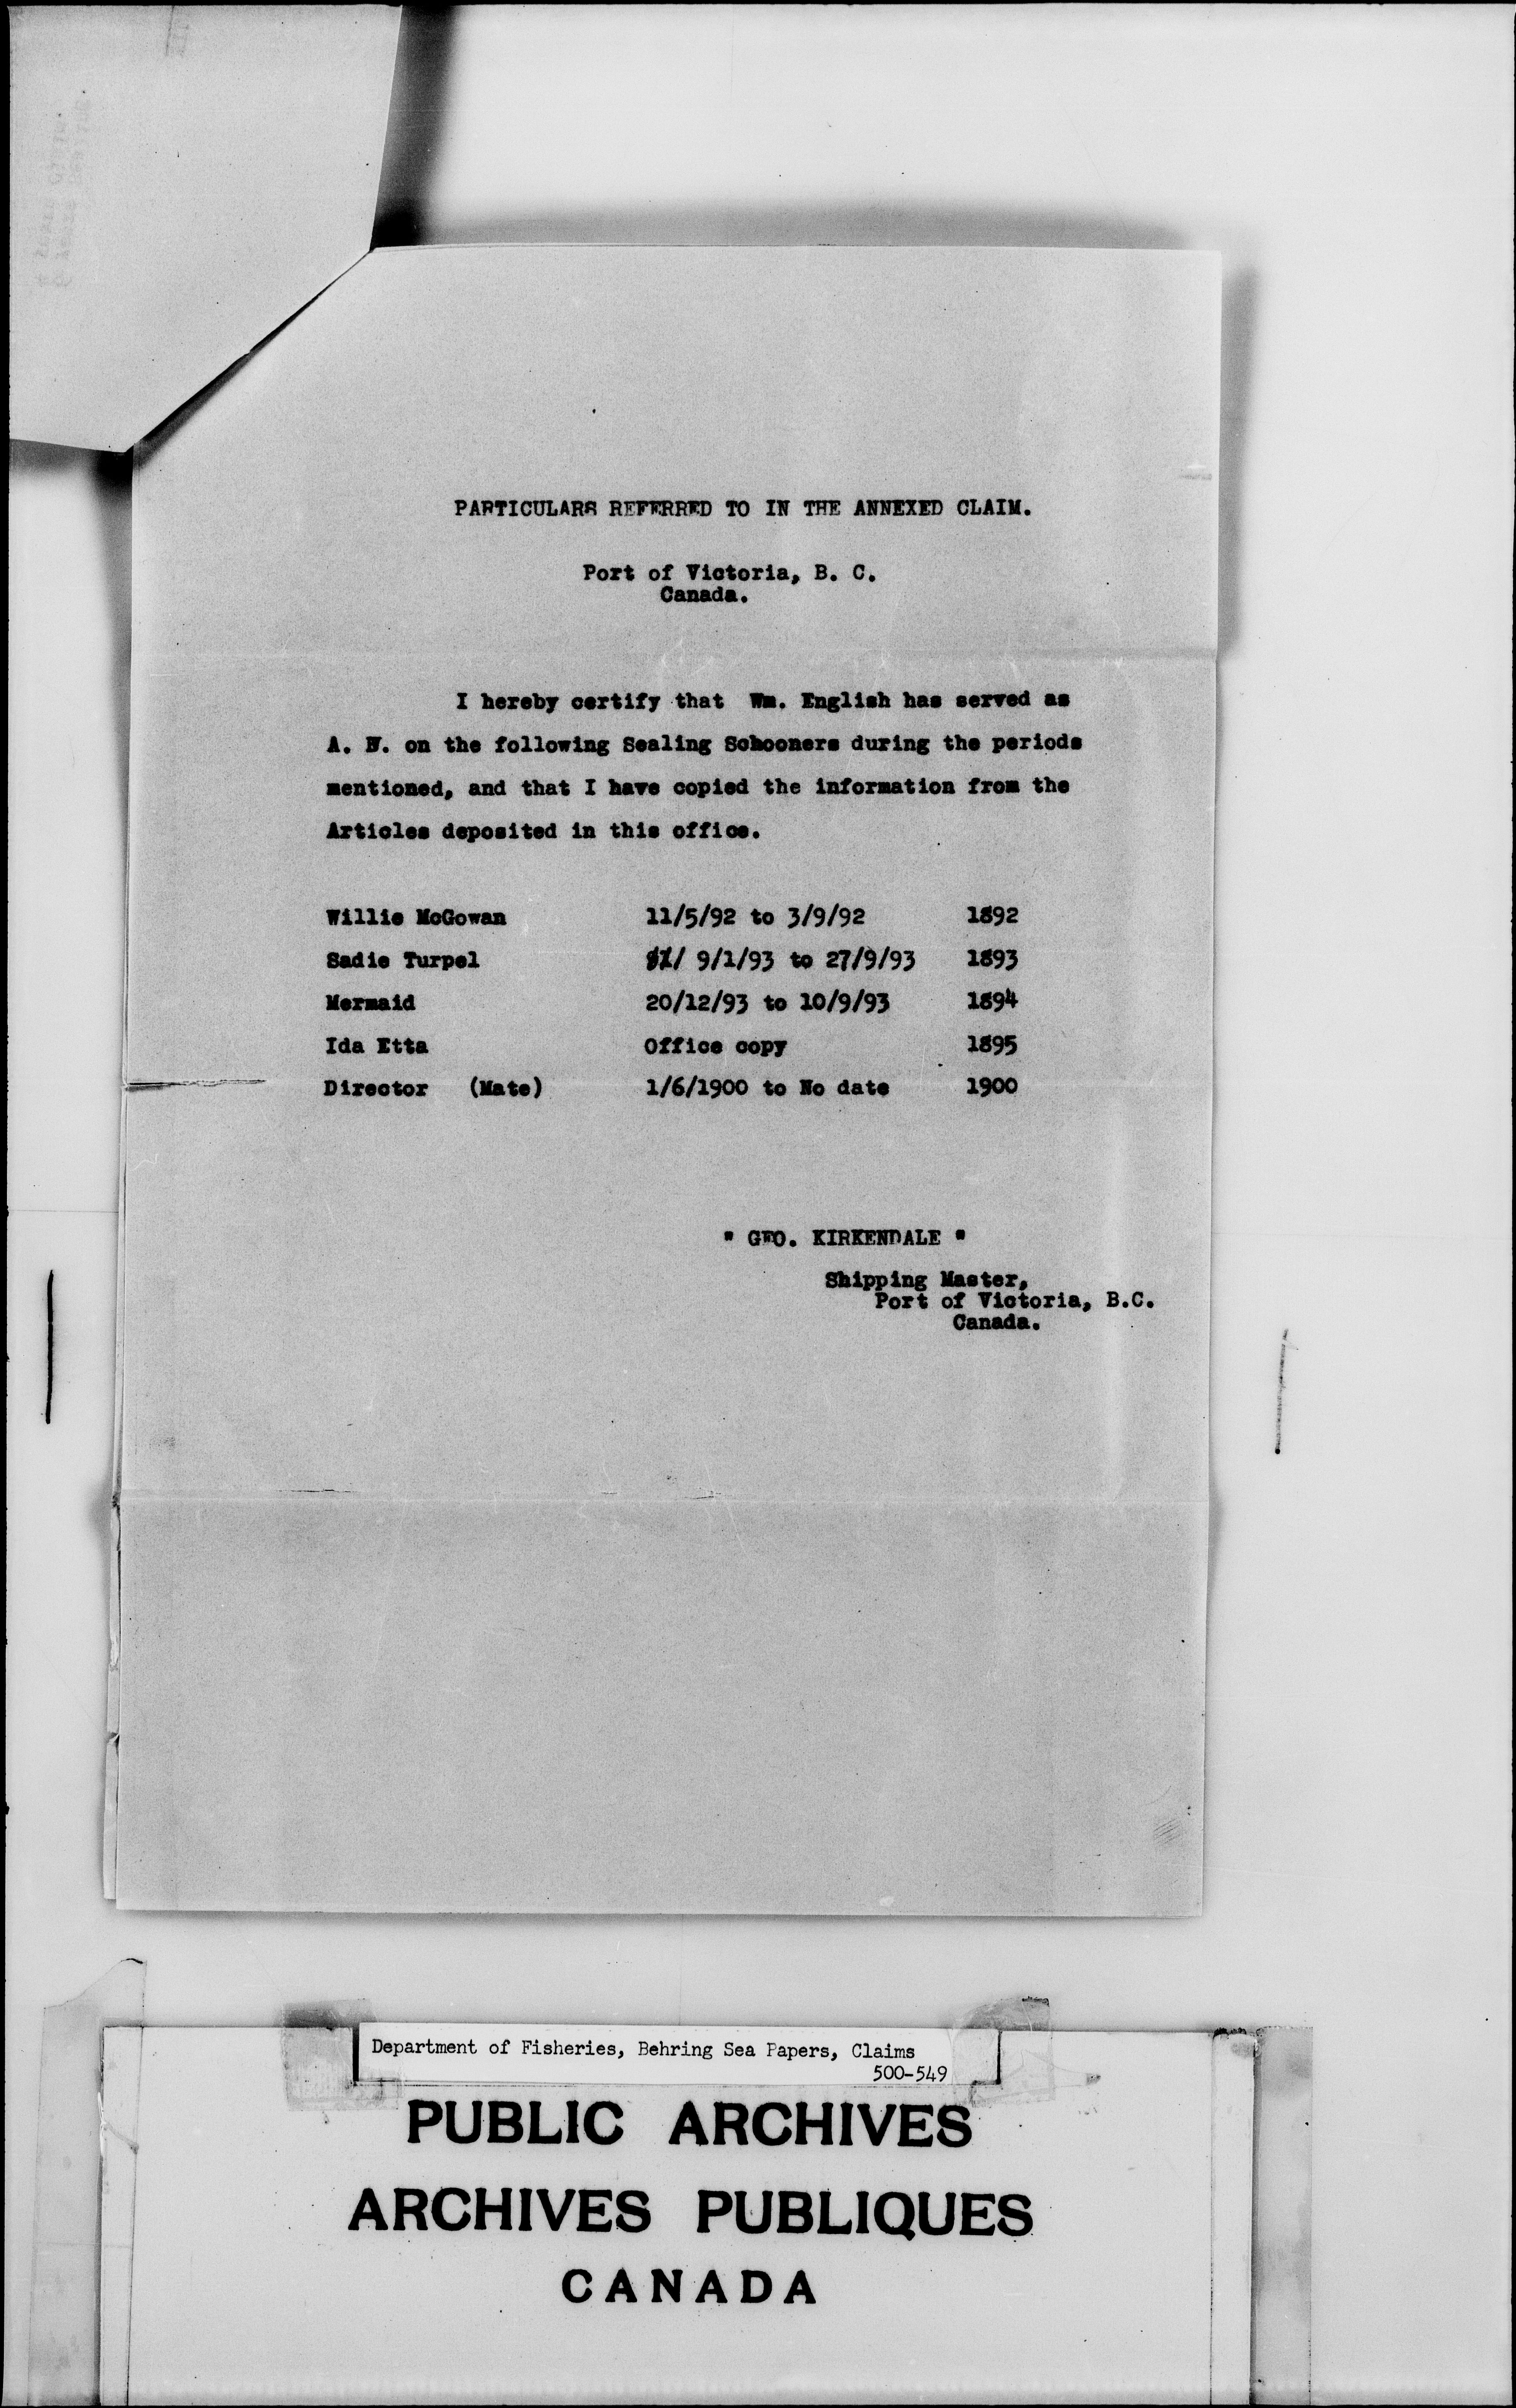 PARTICULARS REFERRED TO IN THE ANNEXED CLAIM.
Port of Victoria, B. C.
Canada.
I hereby certify that Wm. English has served as
A. B. on the following Sealing Schooners during the periods
mentioned, and that I have copied the information from the
Articles deposited in this office.
Willie McGowan 11/5/92 to 3/9/92 1892
Sadie Turpel 9/1/93 to 27/9/93 1893
Mermaid 20/12/93 to 10/9/93 1894
Ida Etta Office copy 1895
Director (Mate) 1/6/1900 to No date 1900
" GEO. KIRKENDALE "
Shipping Master,
Port of Victoria, B.C.
Canada.
Department of Fisheries, Behring Sea Papers, Claims
500-549
PUBLIC ARCHIVES
ARCHIVES PUBLIQUES
CANADA